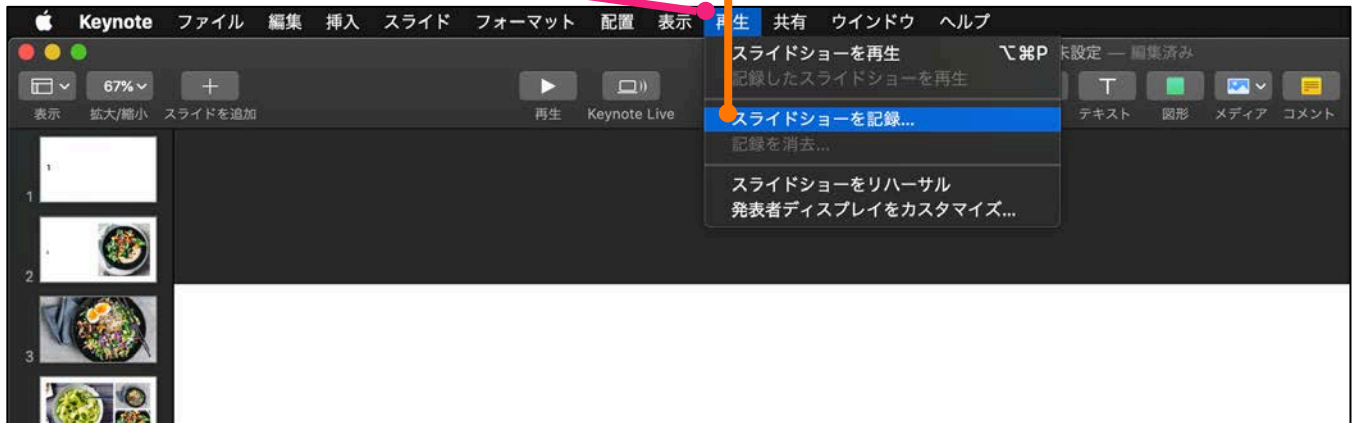 Keynote ファイル 編集 挿入 スライド フォーマット 配置 表示 再生 共有 ウインドウ ヘルプ
未設定 — 編集済み
67%
表示 拡大/縮小 スライドを追加 再生 Keynote Live テキスト 図形 メディア コメント
スライドショーを再生 ⌥⌘P
記録したスライドショーを再生
スライドショーを記録...
記録を消去...
スライドショーをリハーサル
発表者ディスプレイをカスタマイズ...
1
2
3